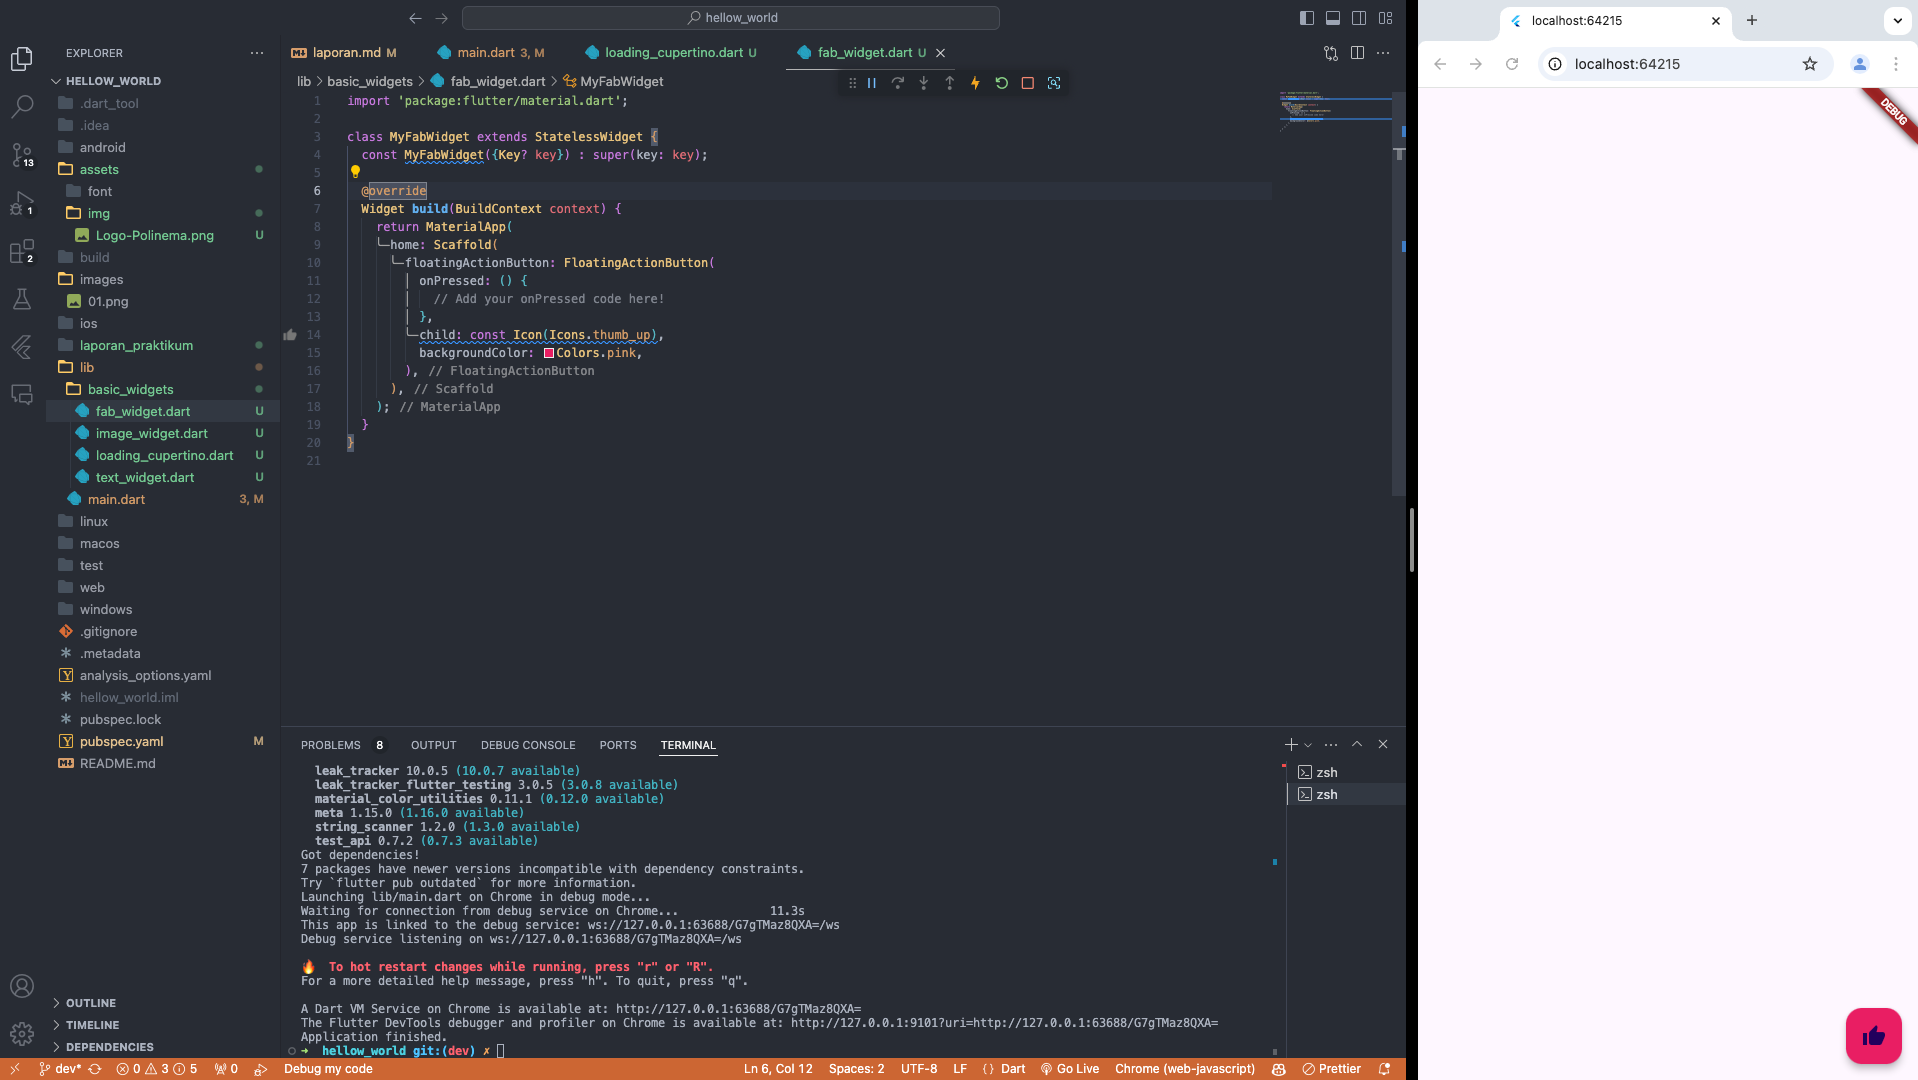 hellow_world
EXPLORER
HELLOW_WORLD
.dart_tool
.idea
android
assets
font
img
Logo-Polinema.png U
build
images
01.png
ios
laporan_praktikum
lib
basic_widgets
fab_widget.dart U
image_widget.dart U
loading_cupertino.dart U
text_widget.dart U
main.dart 3, M
linux
macos
test
web
windows
.gitignore
.metadata
analysis_options.yaml
hellow_world.iml
pubspec.lock
pubspec.yaml M
README.md
OUTLINE
TIMELINE
DEPENDENCIES
13
1
2
laporan.md M
main.dart 3, M
loading_cupertino.dart U
fab_widget.dart U
lib > basic_widgets > fab_widget.dart > MyFabWidget
1 import 'package:flutter/material.dart';
2
3 class MyFabWidget extends StatelessWidget {
4 const MyFabWidget({Key? key}) : super(key: key);
5
6 @override
7 Widget build(BuildContext context) {
8 return MaterialApp(
9 home: Scaffold(
10 floatingActionButton: FloatingActionButton(
11 onPressed: () {
12 // Add your onPressed code here!
13 },
14 child: const Icon(Icons.thumb_up),
15 backgroundColor: Colors.pink,
16 ), // FloatingActionButton
17 ), // Scaffold
18 ); // MaterialApp
19 }
20 }
21
PROBLEMS 8 OUTPUT DEBUG CONSOLE PORTS TERMINAL
leak_tracker 10.0.5 (10.0.7 available)
leak_tracker_flutter_testing 3.0.5 (3.0.8 available)
material_color_utilities 0.11.1 (0.12.0 available)
meta 1.15.0 (1.16.0 available)
string_scanner 1.2.0 (1.3.0 available)
test_api 0.7.2 (0.7.3 available)
Got dependencies!
7 packages have newer versions incompatible with dependency constraints.
Try `flutter pub outdated` for more information.
Launching lib/main.dart on Chrome in debug mode...
Waiting for connection from debug service on Chrome... 11.3s
This app is linked to the debug service: ws://127.0.0.1:63688/G7gTMaz8QXA=/ws
Debug service listening on ws://127.0.0.1:63688/G7gTMaz8QXA=/ws
🔥 To hot restart changes while running, press "r" or "R".
For a more detailed help message, press "h". To quit, press "q".
A Dart VM Service on Chrome is available at: http://127.0.0.1:63688/G7gTMaz8QXA=
The Flutter DevTools debugger and profiler on Chrome is available at: http://127.0.0.1:9101?uri=http://127.0.0.1:63688/G7gTMaz8QXA=
Application finished.
➜ hellow_world git:(dev) ✗
zsh
zsh
dev* 0 3 5 0 Debug my code
Ln 6, Col 12 Spaces: 2 UTF-8 LF { } Dart Go Live Chrome (web-javascript) Prettier
localhost:64215
localhost:64215
DEBUG